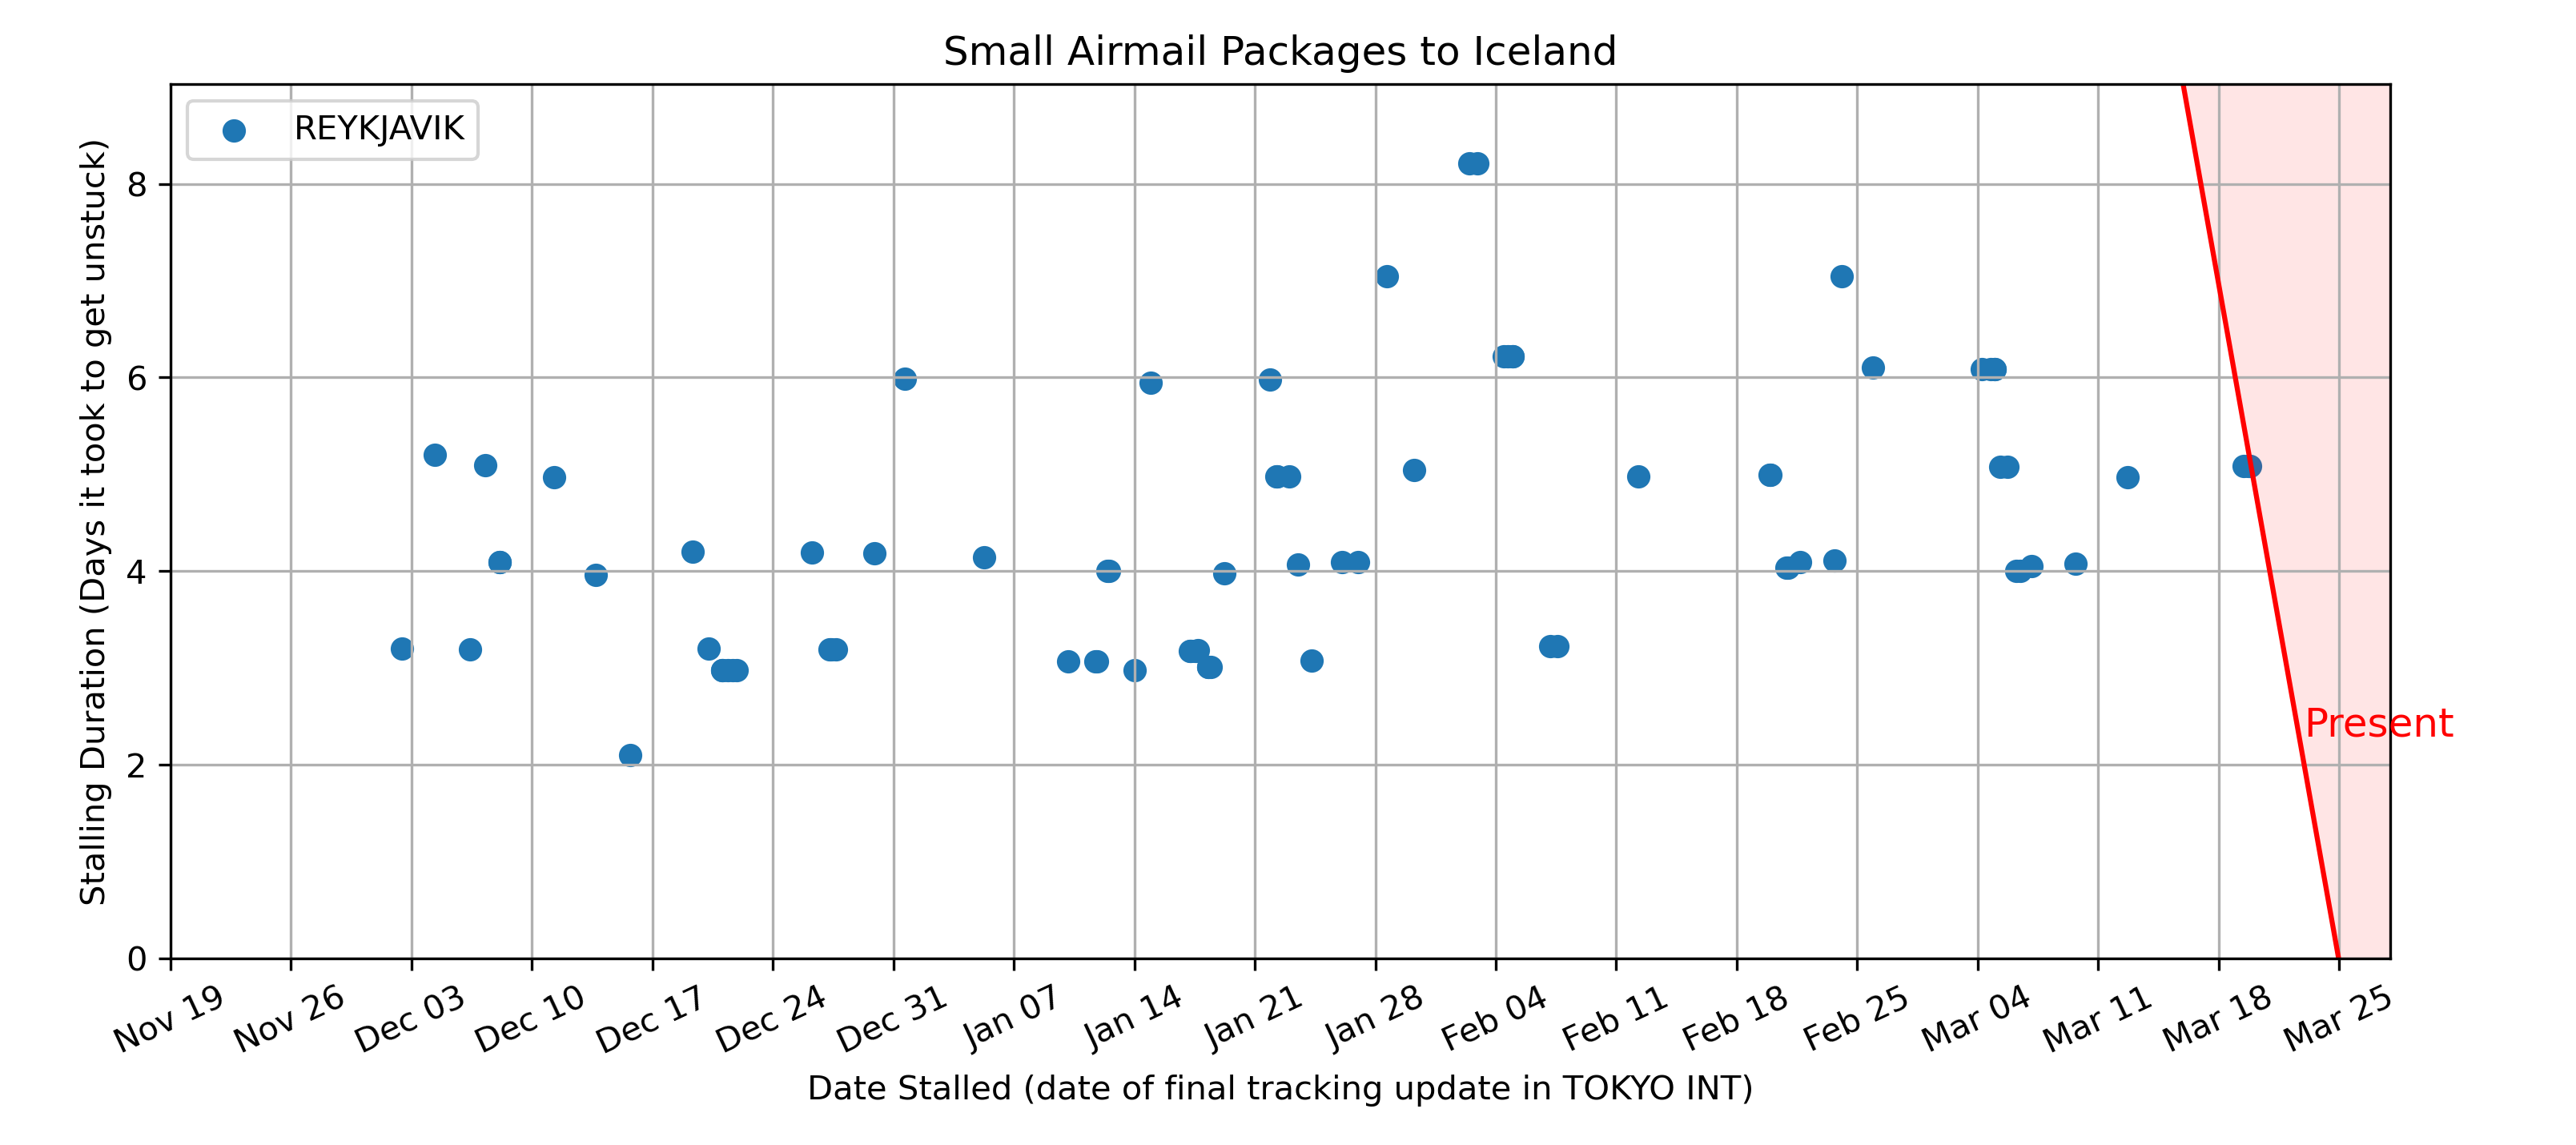 Small Airmail Packages to Iceland
REYKJAVIK
Stalling Duration (Days it took to get unstuck)
8
6
4
2
0
Present
Nov 19
Nov 26
Dec 03
Dec 10
Dec 17
Dec 24
Dec 31
Jan 07
Jan 14
Jan 21
Jan 28
Feb 04
Feb 11
Feb 18
Feb 25
Mar 04
Mar 11
Mar 18
Mar 25
Date Stalled (date of final tracking update in TOKYO INT)